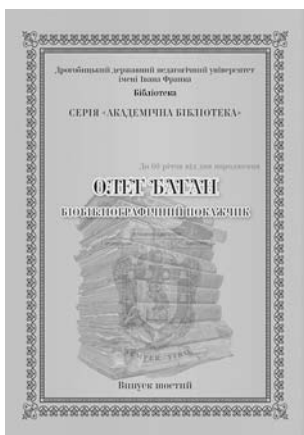 Дрогобицький державний педагогічний університет
імені Івана Франка
Бібліотека
СЕРІЯ «АКАДЕМІЧНА БІБЛІОТЕКА»
До 60 річчя від дня народження
ОЛЕГ БАГАН
БІОБІБЛІОГРАФІЧНИЙ ПОКАЖЧИК
Випуск шостий